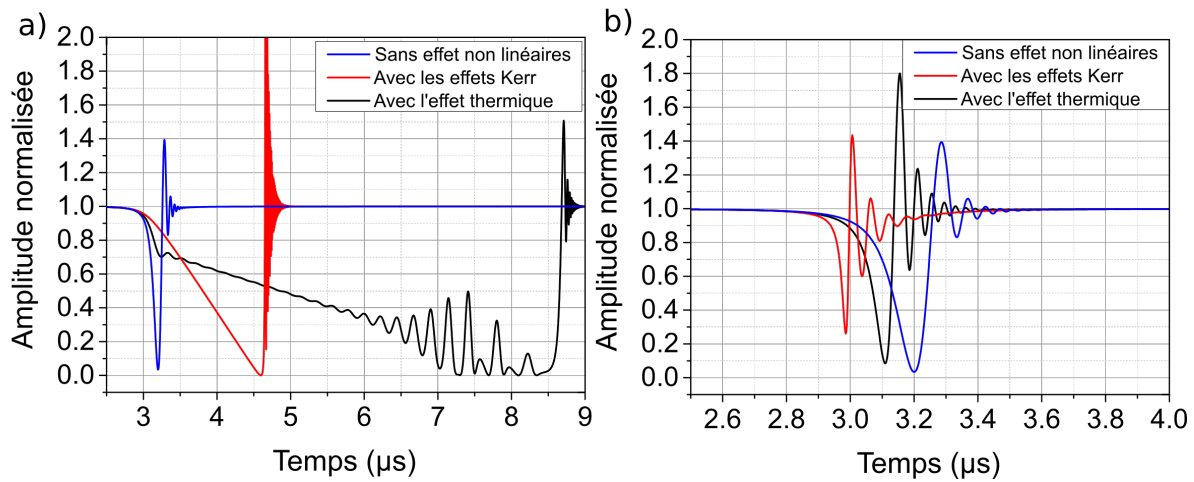 a)
Amplitude normalisée
2.0
1.8
1.6
1.4
1.2
1.0
0.8
0.6
0.4
0.2
0.0
Sans effet non linéaires
Avec les effets Kerr
Avec l'effet thermique
3 4 5 6 7 8 9
Temps (µs)
b)
Amplitude normalisée
2.0
1.8
1.6
1.4
1.2
1.0
0.8
0.6
0.4
0.2
0.0
Sans effet non linéaires
Avec les effets Kerr
Avec l'effet thermique
2.6 2.8 3.0 3.2 3.4 3.6 3.8 4.0
Temps (µs)